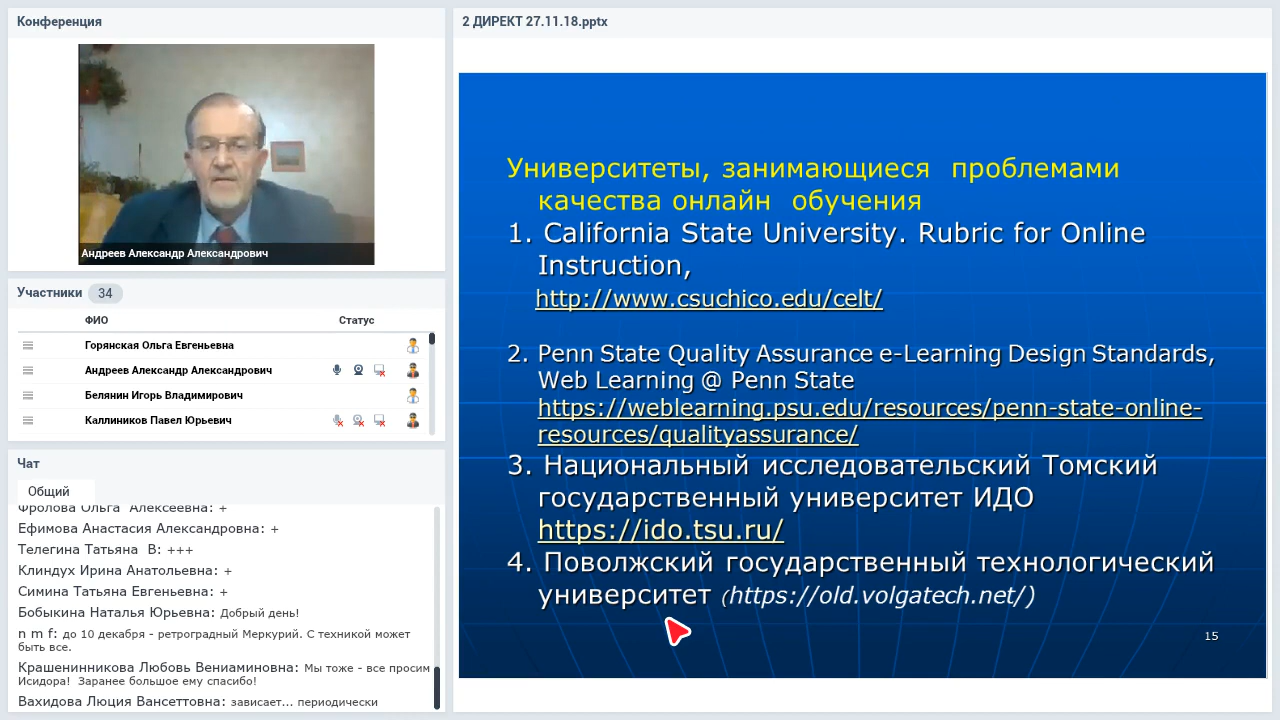 Конференция
Андреев Александр Александрович
Участники 34
ФИО Статус
Горянская Ольга Евгеньевна
Андреев Александр Александрович
Белянин Игорь Владимирович
Каллиников Павел Юрьевич
Чат
Общий
Фролова Ольга Алексеевна: +
Ефимова Анастасия Александровна: +
Телегина Татьяна В: +++
Клиндух Ирина Анатольевна: +
Симина Татьяна Евгеньевна: +
Бобыкина Наталья Юрьевна: Добрый день!
n m f: до 10 декабря - ретроградный Меркурий. С техникой может
быть все.
Крашенинникова Любовь Вениаминовна: Мы тоже - все просим
Исидора! Заранее большое ему спасибо!
Вахидова Люция Вансеттовна: зависает... периодически
2 ДИРЕКТ 27.11.18.pptx
Университеты, занимающиеся проблемами
качества онлайн обучения
1. California State University. Rubric for Online
Instruction,
http://www.csuchico.edu/celt/
2. Penn State Quality Assurance e-Learning Design Standards,
Web Learning @ Penn State
https://weblearning.psu.edu/resources/penn-state-online-
resources/qualityassurance/
3. Национальный исследовательский Томский
государственный университет ИДО
https://ido.tsu.ru/
4. Поволжский государственный технологический
университет (https://old.volgatech.net/)
15